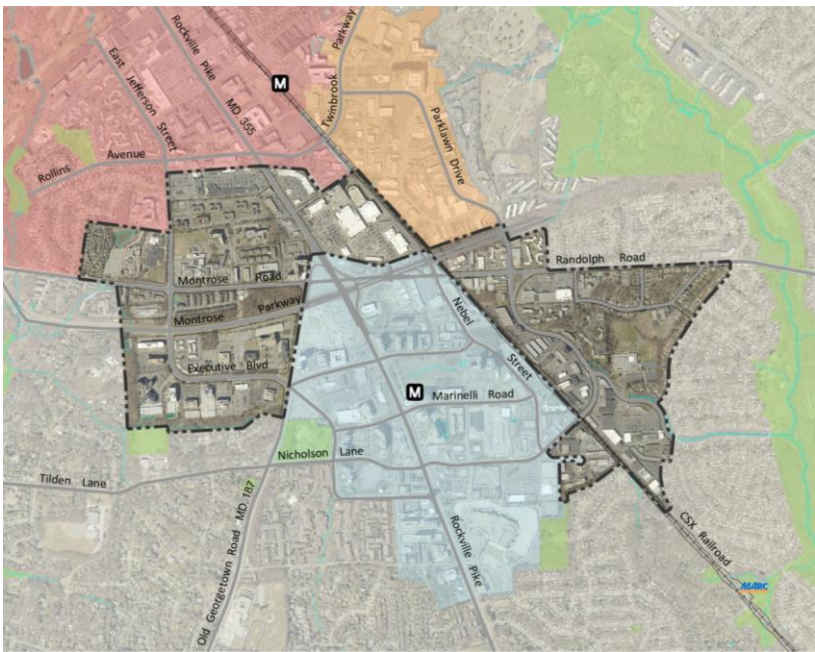 Rockville Pike
MD 355
Parkway
Twinbrook
East Jefferson Street
M
Parklawn Drive
Rollins Avenue
Randolph Road
Montrose Road
Montrose Parkway
Nebel Street
Executive Blvd
M
Marinelli Road
Nicholson Lane
Tilden Lane
Old Georgetown Road MD 187
Rockville Pike
CSX Railroad
MARC